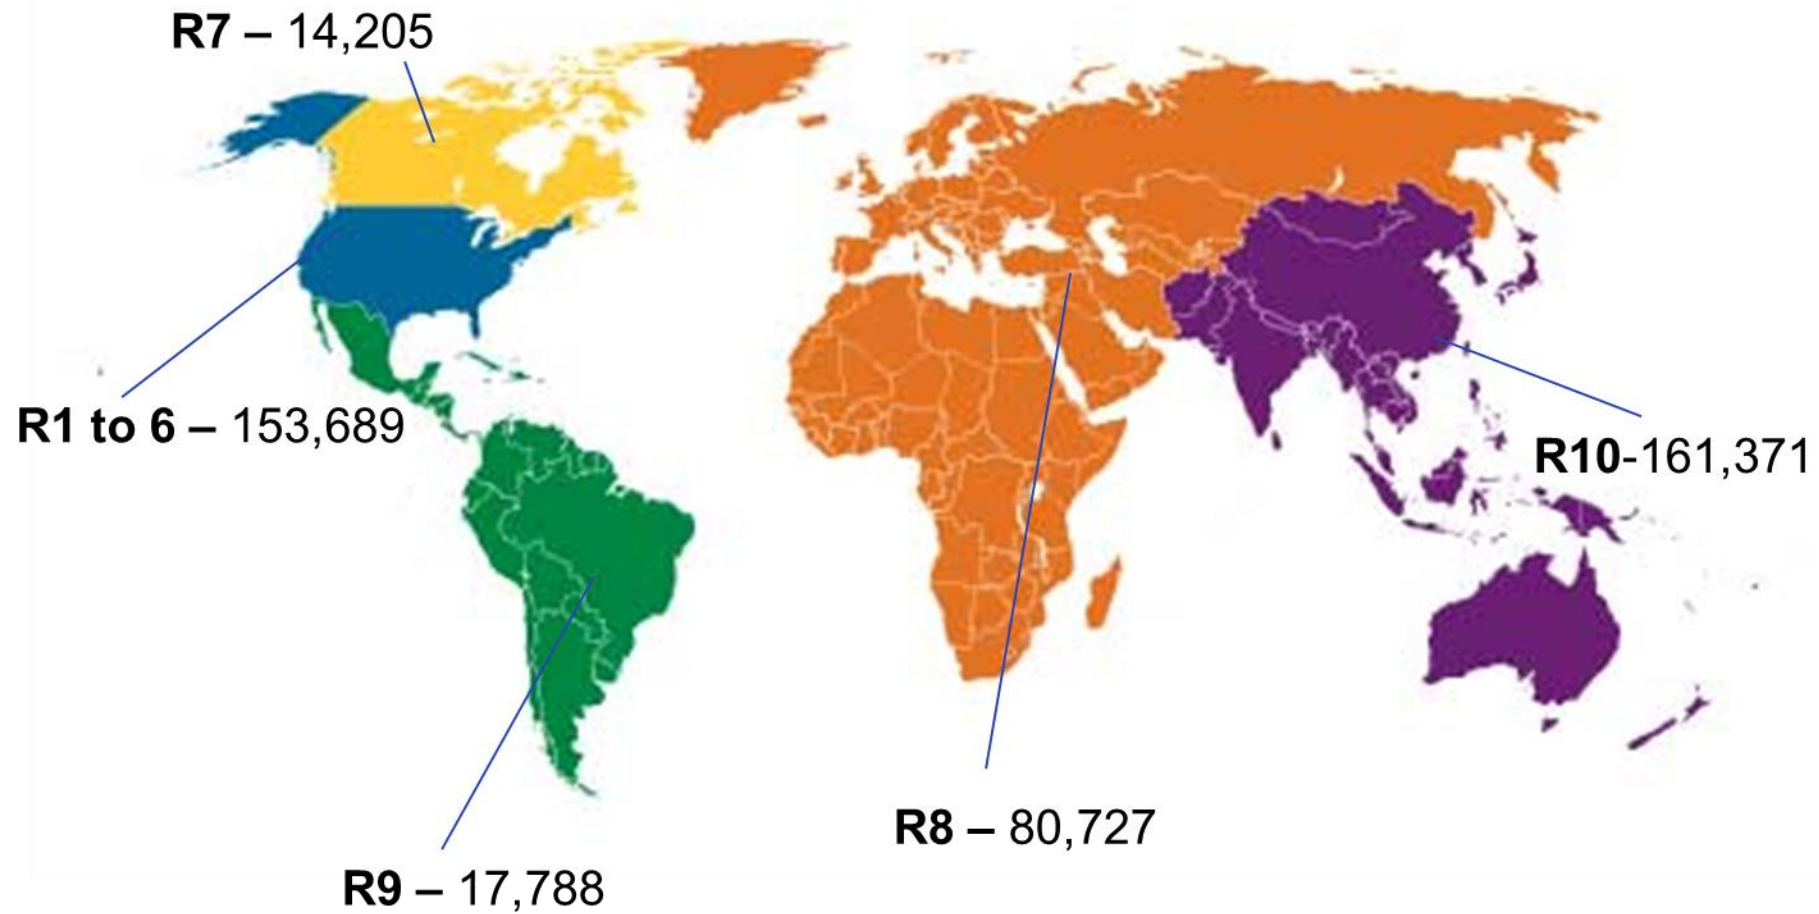 R7 – 14,205
R1 to 6 – 153,689
R10-161,371
R8 – 80,727
R9 – 17,788